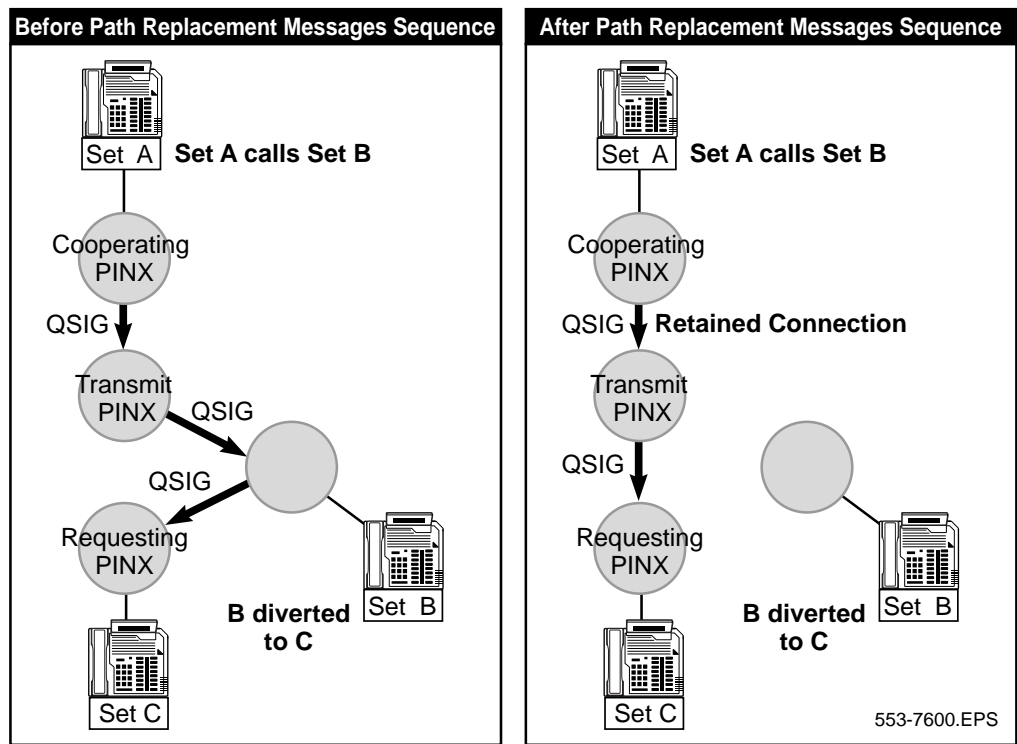 Before Path Replacement Messages Sequence
Set A
Set A calls Set B
Cooperating
PINX
QSIG
Transmit
PINX
QSIG
QSIG
Requesting
PINX
Set B
B diverted
to C
Set C
After Path Replacement Messages Sequence
Set A
Set A calls Set B
Cooperating
PINX
QSIG
Retained Connection
Transmit
PINX
QSIG
Requesting
PINX
Set B
B diverted
to C
Set C
553-7600.EPS